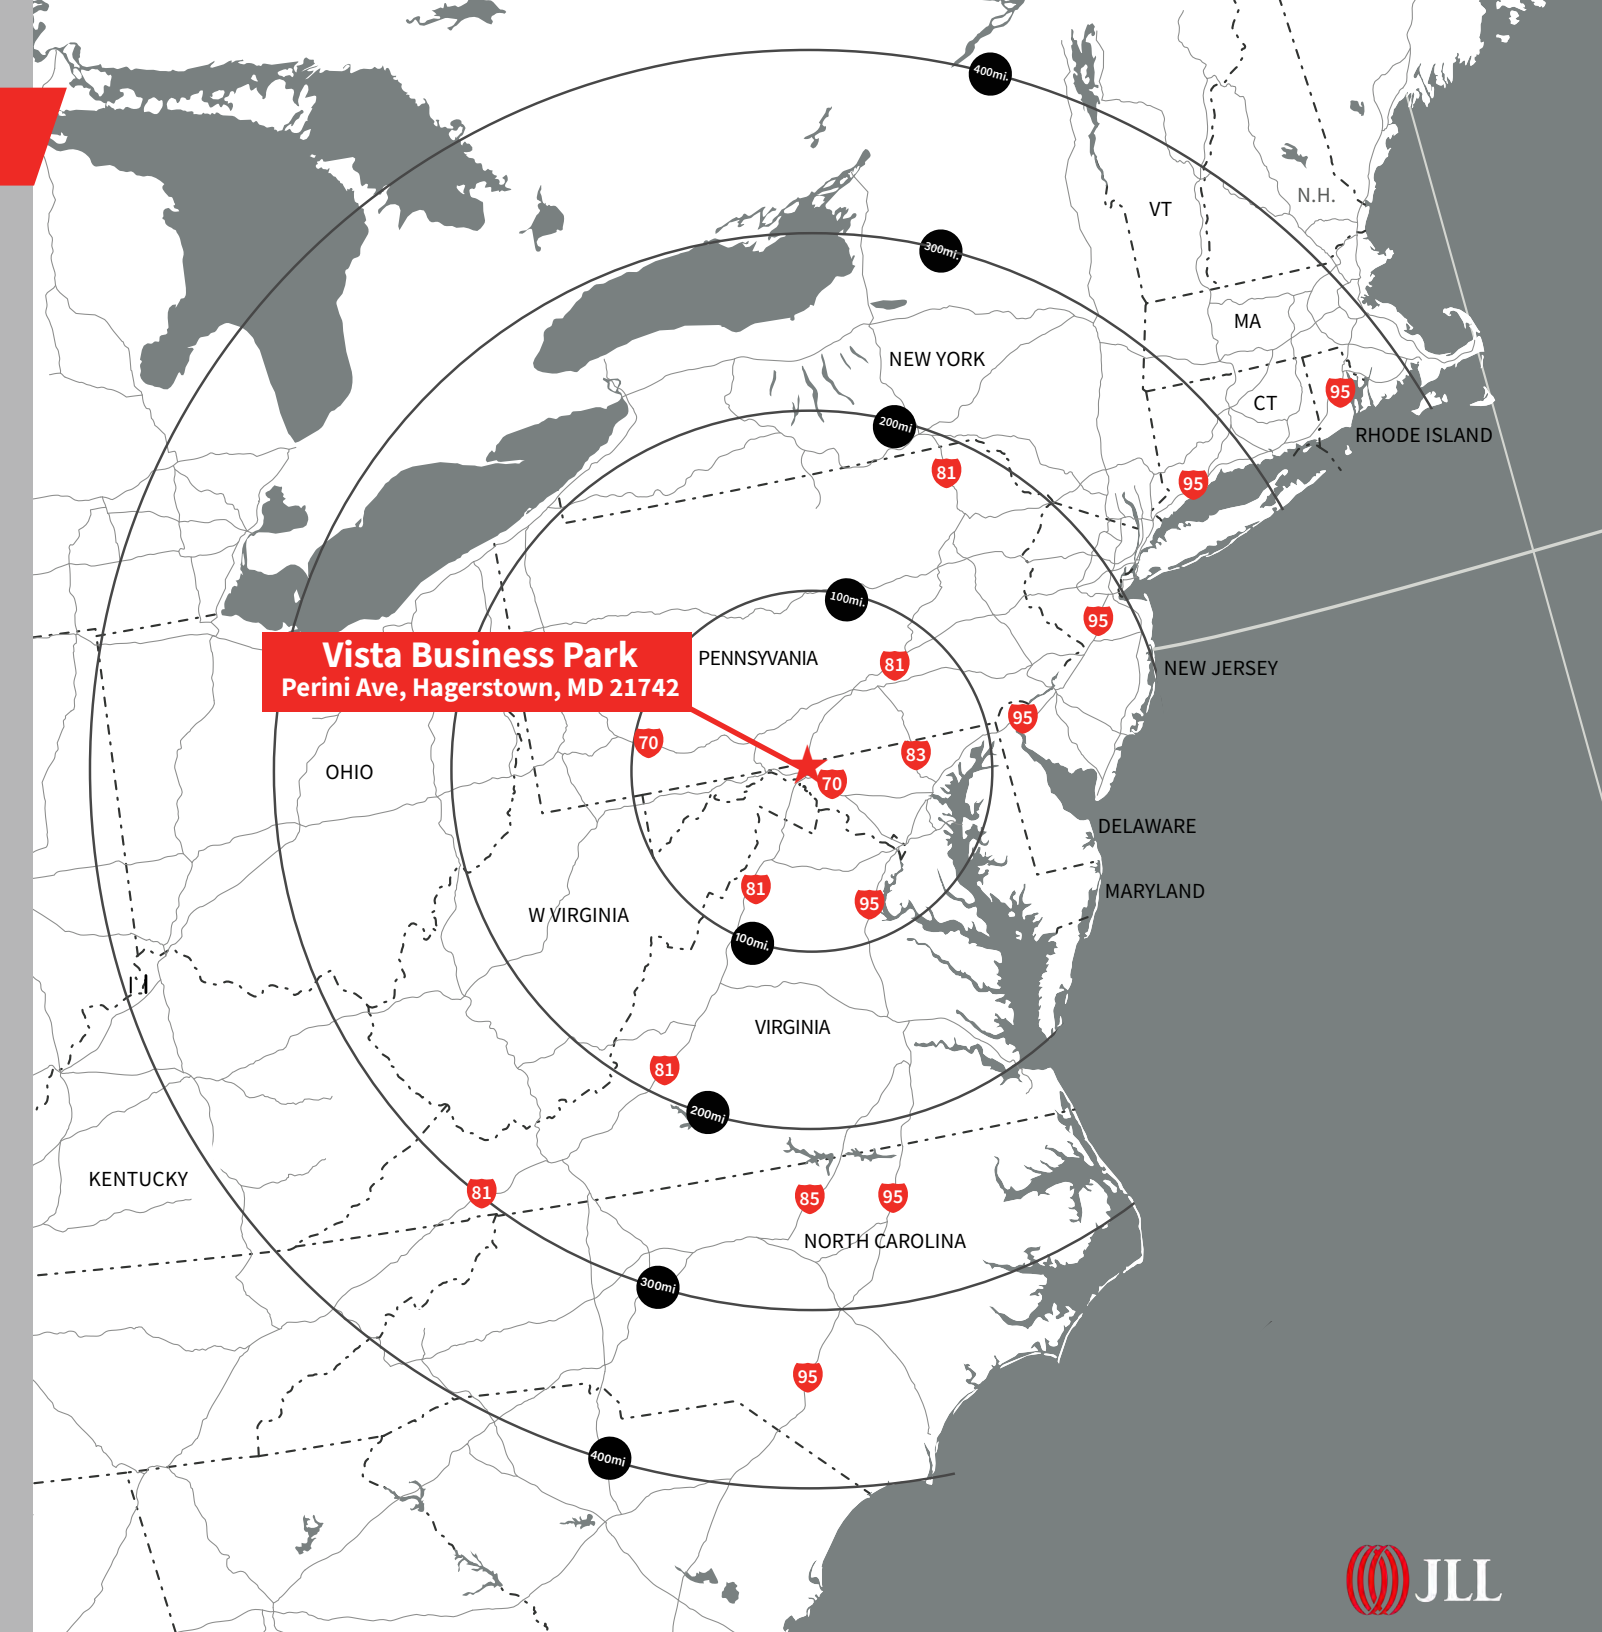 400mi.
N.H.
VT
300mi.
MA
NEW YORK
95
CT
200mi
RHODE ISLAND
81
95
100mi.
95
Vista Business Park
Perini Ave, Hagerstown, MD 21742
PENNSYVANIA
81
NEW JERSEY
95
70
83
OHIO
70
DELAWARE
81
MARYLAND
95
W VIRGINIA
100mi.
VIRGINIA
81
200mi
KENTUCKY
81
85
95
NORTH CAROLINA
300mi
95
400mi
JLL